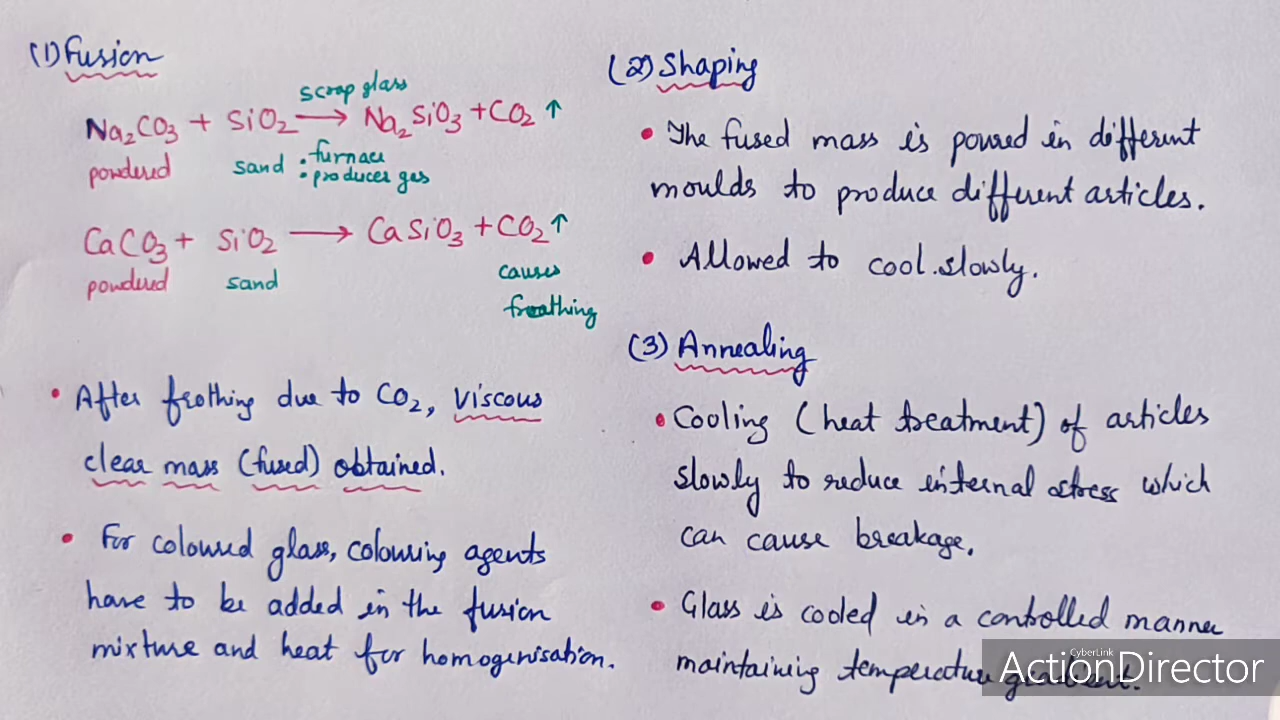 (1) Fusion
scrap glass
Na2CO3 + SiO2 ⟶ Na2SiO3 + CO2 ↑
powdered sand • furnace
• producer gas
CaCO3 + SiO2 ⟶ CaSiO3 + CO2 ↑
powdered sand causes
froathing
• After frothing due to CO2, viscous
clear mass (fused) obtained.
• For coloured glass, colouring agents
have to be added in the fusion
mixture and heat for homogenisation.
(2) Shaping
• The fused mass is poured in different
moulds to produce different articles.
• Allowed to cool slowly.
(3) Annealing
• Cooling (heat treatment) of articles
slowly to reduce internal stress which
can cause breakage.
• Glass is cooled in a controlled manner
maintaining temperature gradient.
CyberLink
ActionDirector